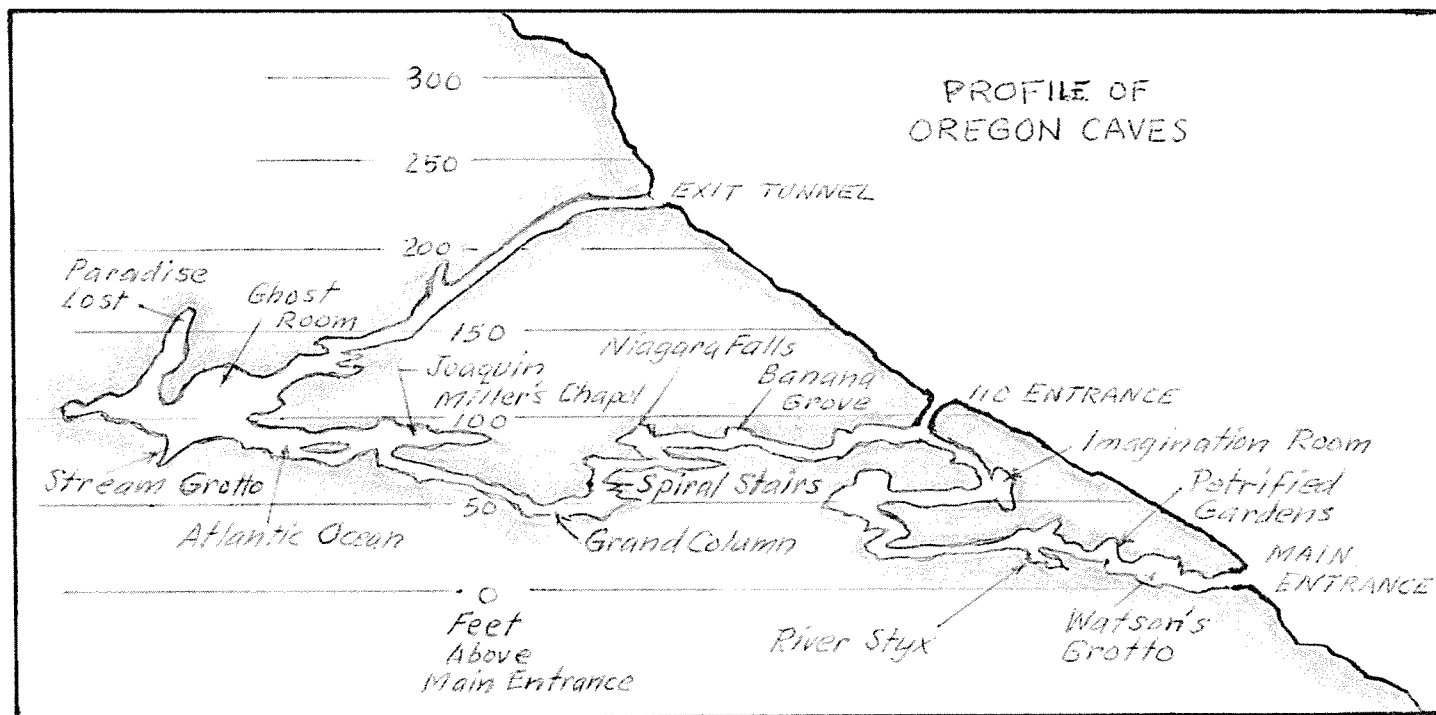 PROFILE OF
OREGON CAVES
300
250
EXIT TUNNEL
200
Paradise
Lost
Ghost
Room
150
Niagara Falls
Joaquin
Miller's Chapel
Banana
Grove
110 ENTRANCE
100
Imagination Room
Stream Grotto
Spiral Stairs
Petrified
Gardens
50
Atlantic Ocean
Grand Column
MAIN
ENTRANCE
0
Feet
Above
Main Entrance
River Styx
Watson's
Grotto